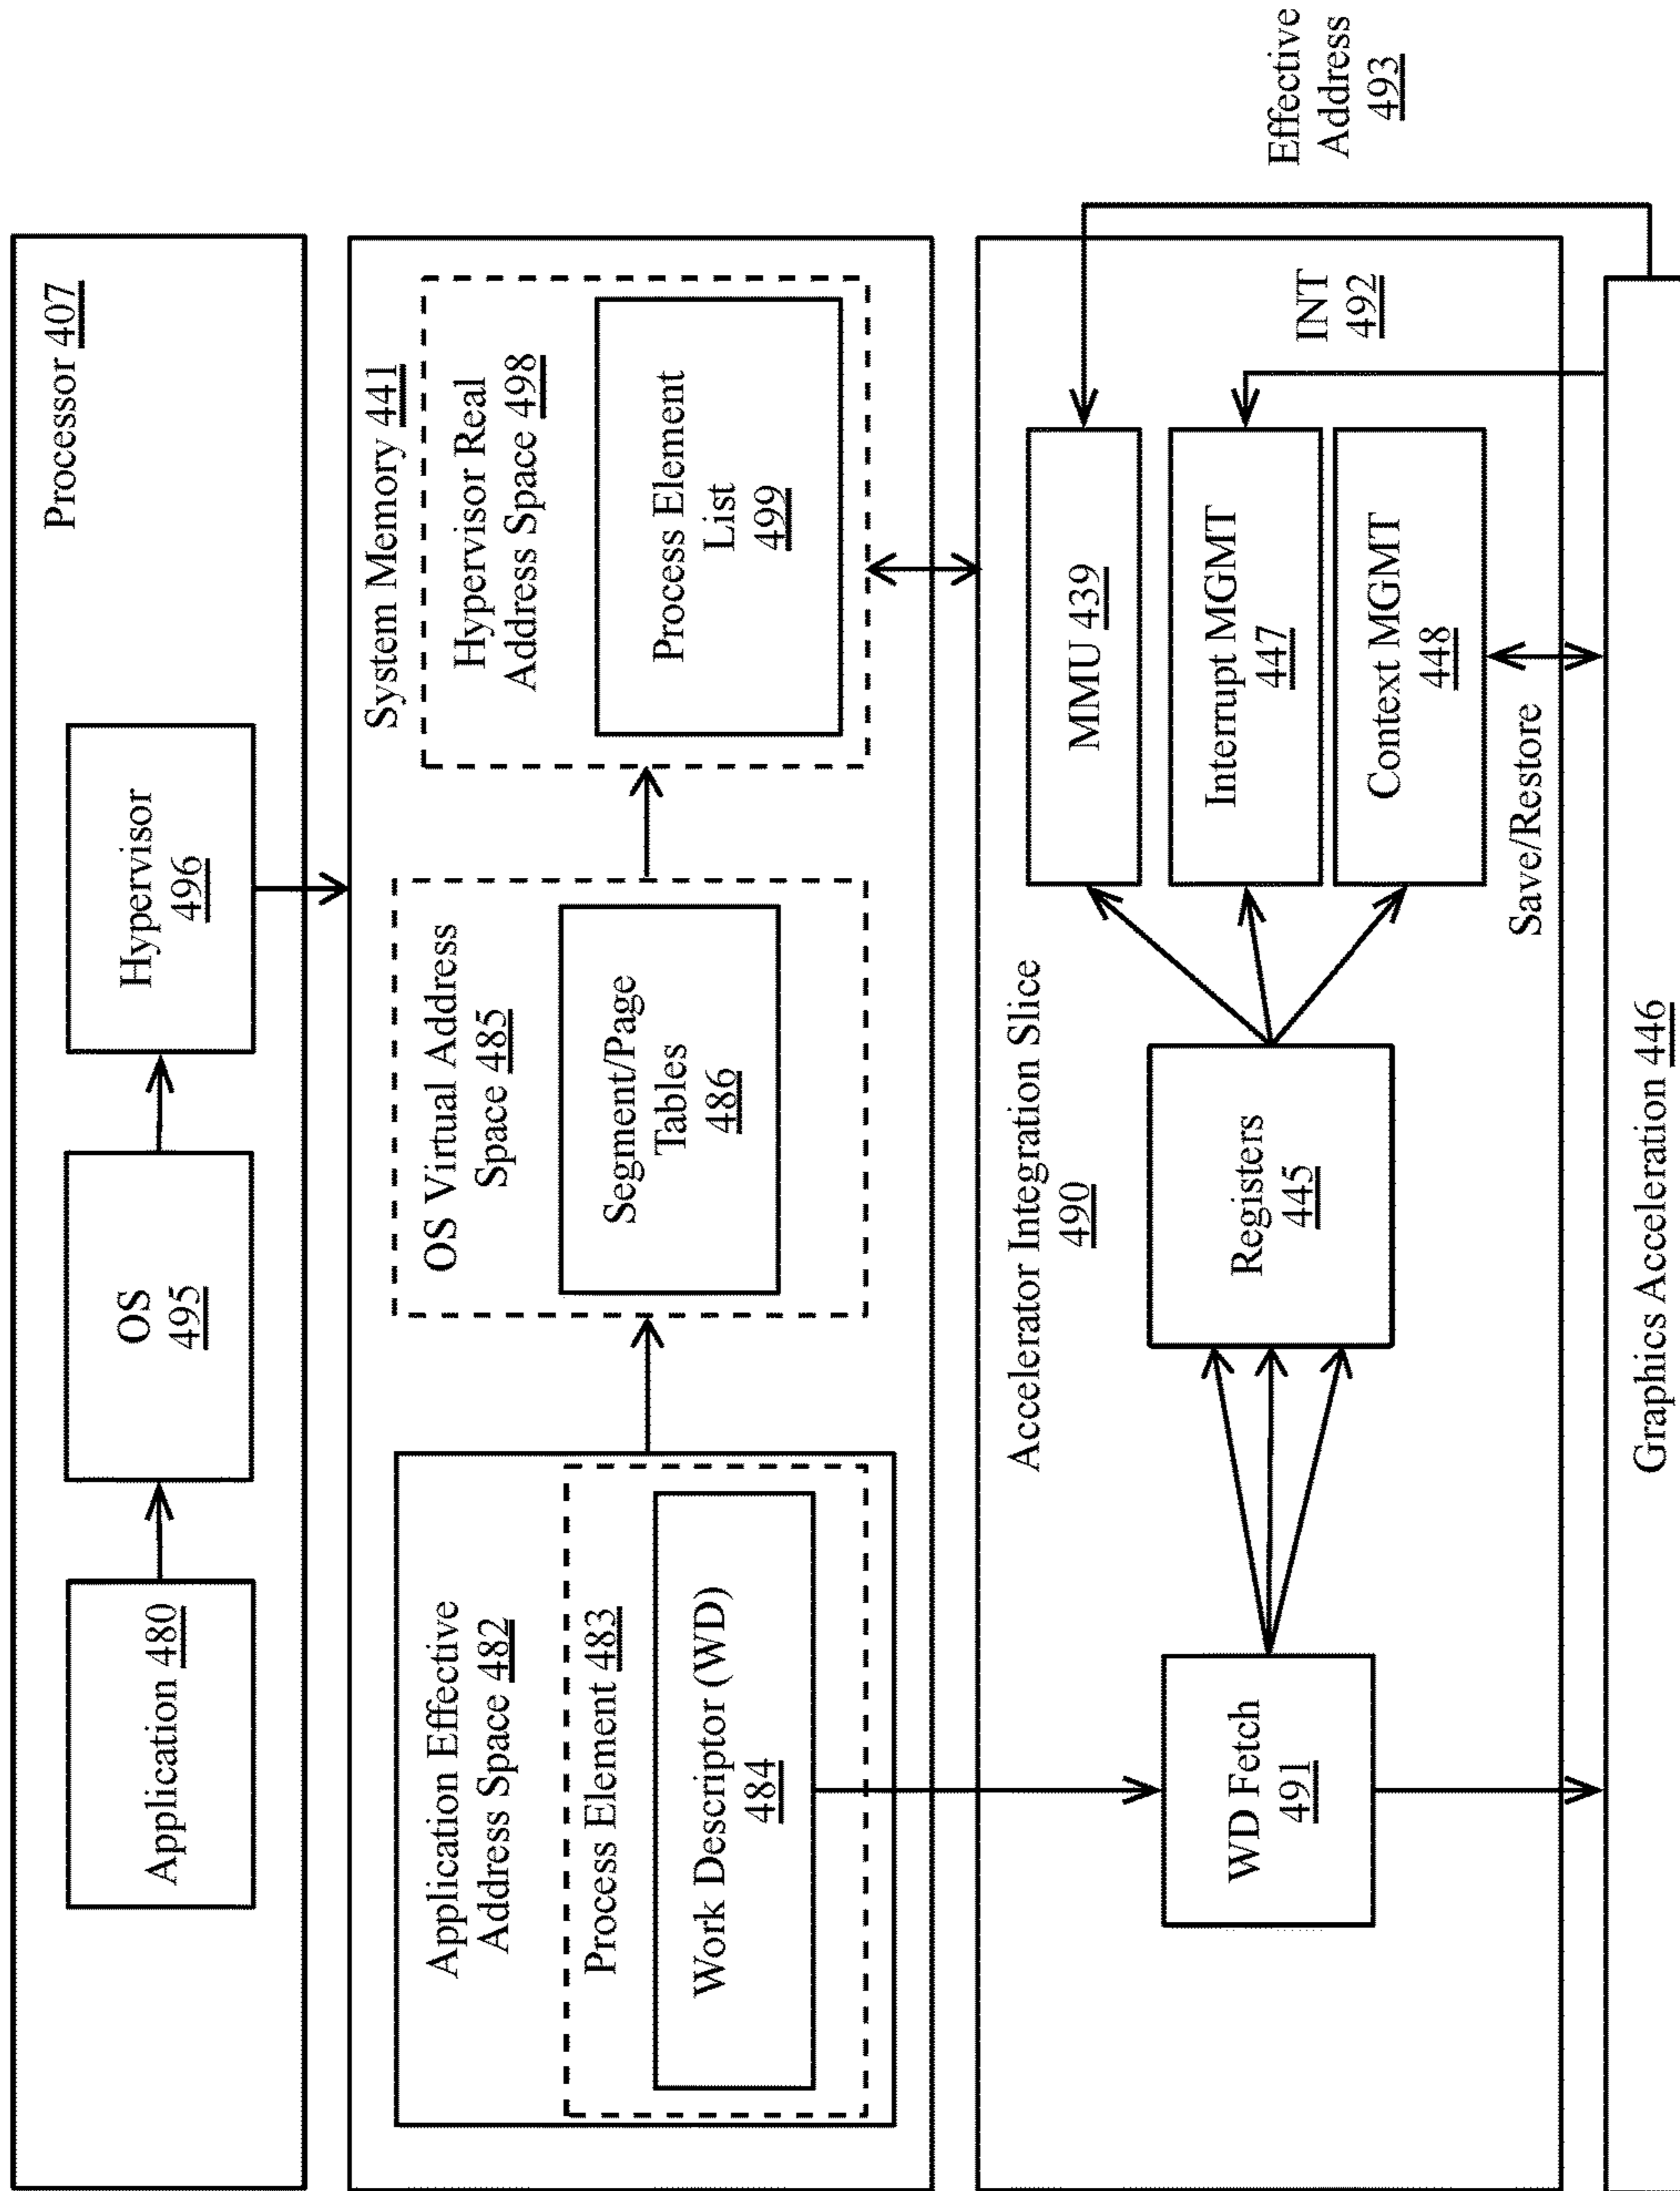 Processor 407
Application 480
OS
495
Hypervisor
496
System Memory 441
Application Effective
Address Space 482
Process Element 483
Work Descriptor (WD)
484
OS Virtual Address
Space 485
Segment/Page
Tables
486
Hypervisor Real
Address Space 498
Process Element
List
499
Accelerator Integration Slice
490
WD Fetch
491
Registers
445
MMU 439
Interrupt MGMT
447
Context MGMT
448
INT
492
Effective
Address
493
Save/Restore
Graphics Acceleration 446